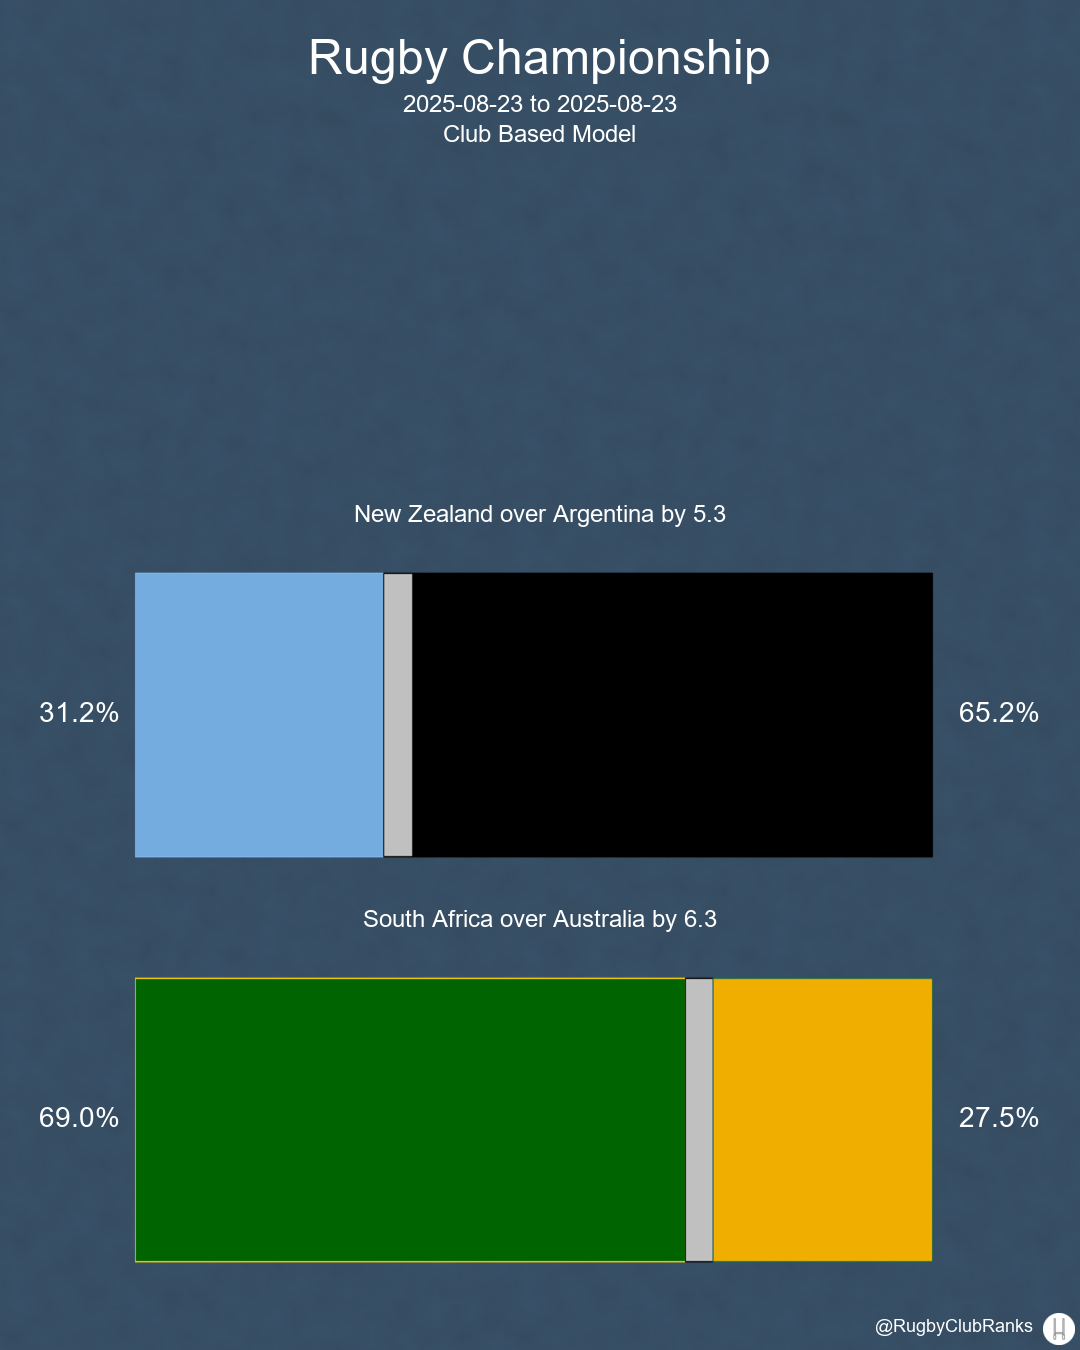 Rugby Championship
2025-08-23 to 2025-08-23
Club Based Model
New Zealand over Argentina by 5.3
31.2%
65.2%
South Africa over Australia by 6.3
69.0%
27.5%
@RugbyClubRanks